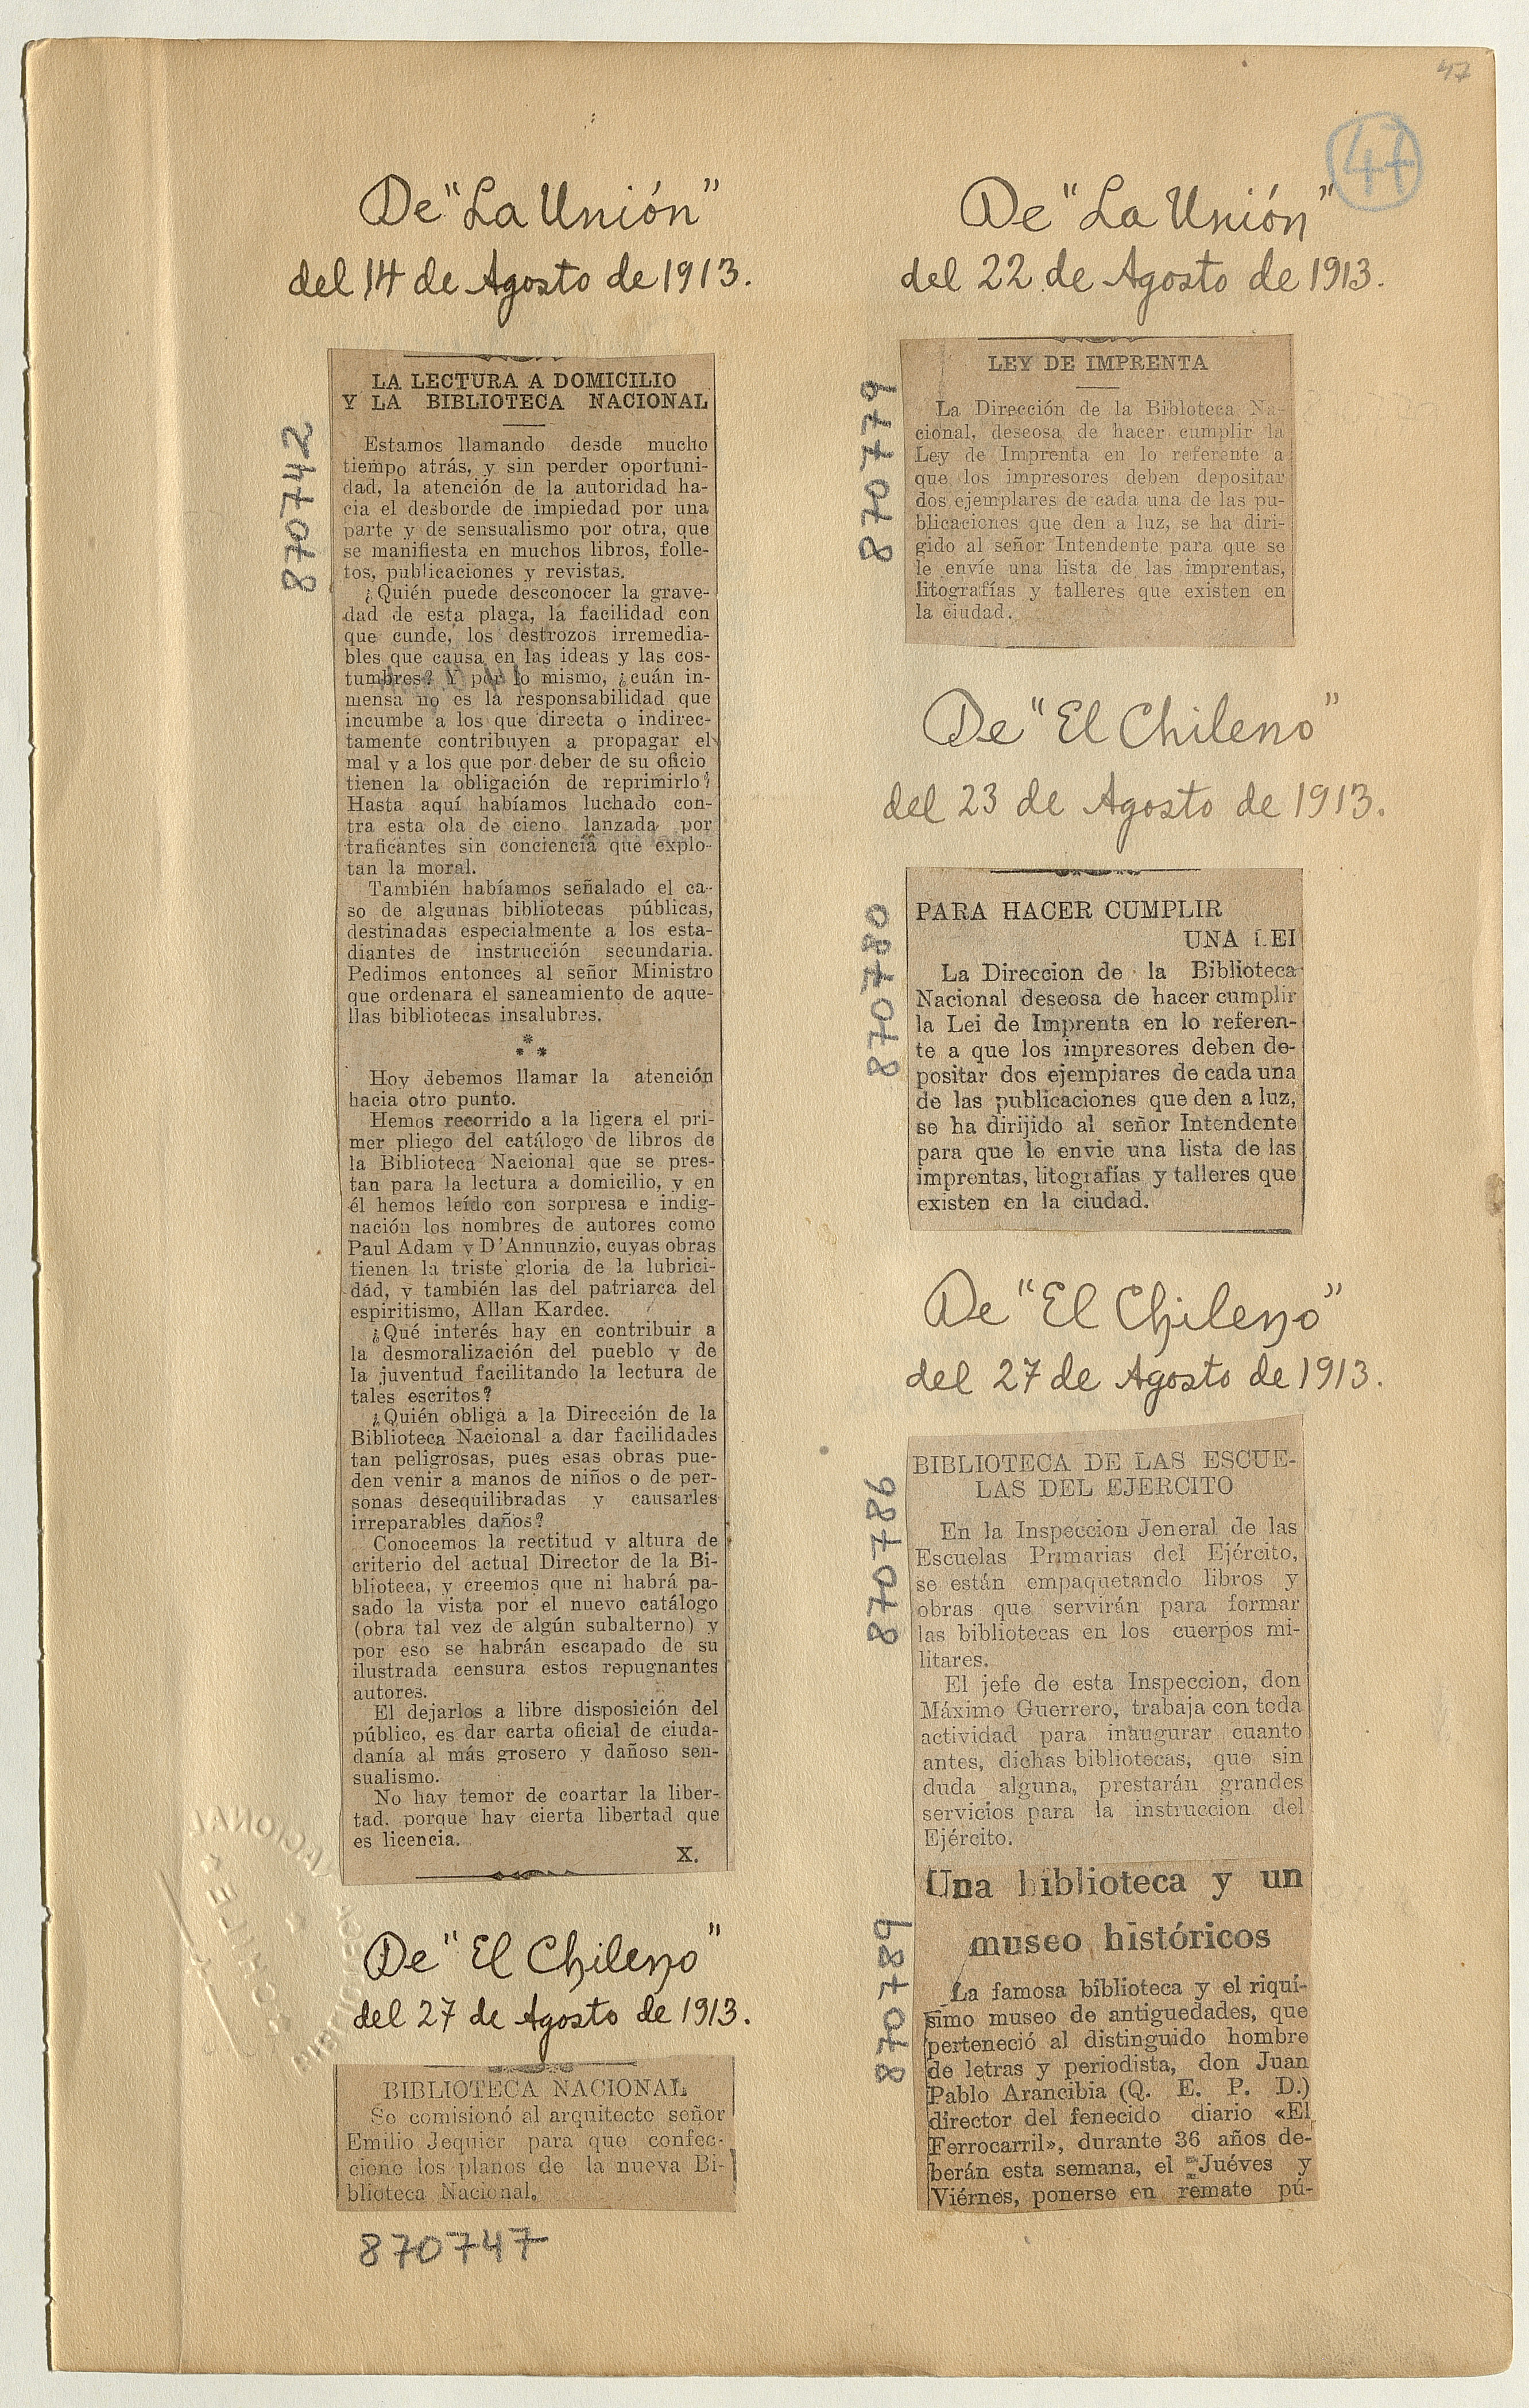 47
47
De "La Unión"
del 14 de Agosto de 1913.
870742
LA LECTURA A DOMICILIO
Y LA BIBLIOTECA NACIONAL
Estamos llamando desde mucho
tiempo atrás, y sin perder oportuni-
dad, la atención de la autoridad ha-
cia el desborde de impiedad por una
parte y de sensualismo por otra, que
se manifiesta en muchos libros, folle-
tos, publicaciones y revistas.
¿Quién puede desconocer la grave-
dad de esta plaga, la facilidad con
que cunde, los destrozos irremedia-
bles que causa en las ideas y las cos-
tumbres? Y por lo mismo, ¿cuán in-
mensa no es la responsabilidad que
incumbe a los que directa o indirec-
tamente contribuyen a propagar el
mal y a los que por deber de su oficio
tienen la obligación de reprimirlo?
Hasta aquí habíamos luchado con-
tra esta ola de cieno lanzada por
traficantes sin conciencia que explo-
tan la moral.
También habíamos señalado el ca-
so de algunas bibliotecas públicas,
destinadas especialmente a los esta-
diantes de instrucción secundaria.
Pedimos entonces al señor Ministro
que ordenara el saneamiento de aque-
llas bibliotecas insalubres.
* * *
Hoy debemos llamar la atención
hacia otro punto.
Hemos recorrido a la ligera el pri-
mer pliego del catálogo de libros de
la Biblioteca Nacional que se pres-
tan para la lectura a domicilio, y en
él hemos leído con sorpresa e indig-
nación los nombres de autores como
Paul Adam y D'Annunzio, cuyas obras
tienen la triste gloria de la lubrici-
dad, y también las del patriarca del
espiritismo, Allan Kardec.
¿Qué interés hay en contribuir a
la desmoralización del pueblo y de
la juventud facilitando la lectura de
tales escritos?
¿Quién obliga a la Dirección de la
Biblioteca Nacional a dar facilidades
tan peligrosas, pues esas obras pue-
den venir a manos de niños o de per-
sonas desequilibradas y causarles
irreparables daños?
Conocemos la rectitud y altura de
criterio del actual Director de la Bi-
blioteca, y creemos que ni habrá pa-
sado la vista por el nuevo catálogo
(obra tal vez de algún subalterno) y
por eso se habrán escapado de su
ilustrada censura estos repugnantes
autores.
El dejarlos a libre disposición del
público, es dar carta oficial de ciuda-
danía al más grosero y dañoso sen-
sualismo.
No hay temor de coartar la liber-
tad, porque hay cierta libertad que
es licencia.
X.
De "El Chileno"
del 27 de Agosto de 1913.
BIBLIOTECA NACIONAL
Se comisionó al arquitecto señor
Emilio Jequier para que confec-
cione los planos de la nueva Bi-
blioteca Nacional.
870747
BIBLIOTECA NACIONAL
CHILE
De "La Unión"
del 22 de Agosto de 1913.
870779
LEY DE IMPRENTA
La Dirección de la Bibloteca Na-
cional, deseosa de hacer cumplir la
Ley de Imprenta en lo referente a
que los impresores deben depositar
dos ejemplares de cada una de las pu-
blicaciones que den a luz, se ha diri-
gido al señor Intendente para que se
le envíe una lista de las imprentas,
litografías y talleres que existen en
la ciudad.
De "El Chileno"
del 23 de Agosto de 1913.
870780
PARA HACER CUMPLIR
UNA LEI
La Direccion de la Biblioteca
Nacional deseosa de hacer cumplir
la Lei de Imprenta en lo referen-
te a que los impresores deben de-
positar dos ejemplares de cada una
de las publicaciones que den a luz,
se ha dirijido al señor Intendente
para que le envie una lista de las
imprentas, litografías y talleres que
existen en la ciudad.
De "El Chileno"
del 27 de Agosto de 1913.
870786
BIBLIOTECA DE LAS ESCUE-
LAS DEL EJERCITO
En la Inspeccion Jeneral de las
Escuelas Primarias del Ejército,
se están empaquetando libros y
obras que servirán para formar
las bibliotecas en los cuerpos mi-
litares.
El jefe de esta Inspeccion, don
Máximo Guerrero, trabaja con toda
actividad para inaugurar cuanto
antes, dichas bibliotecas, que sin
duda alguna, prestarán grandes
servicios para la instruccion del
Ejército.
870789
Una biblioteca y un
museo históricos
La famosa biblioteca y el riquí-
simo museo de antiguedades, que
perteneció al distinguido hombre
de letras y periodista, don Juan
Pablo Arancibia (Q. E. P. D.)
director del fenecido diario «El
Ferrocarril», durante 36 años de-
berán esta semana, el Juéves y
Viérnes, ponerse en remate pú-